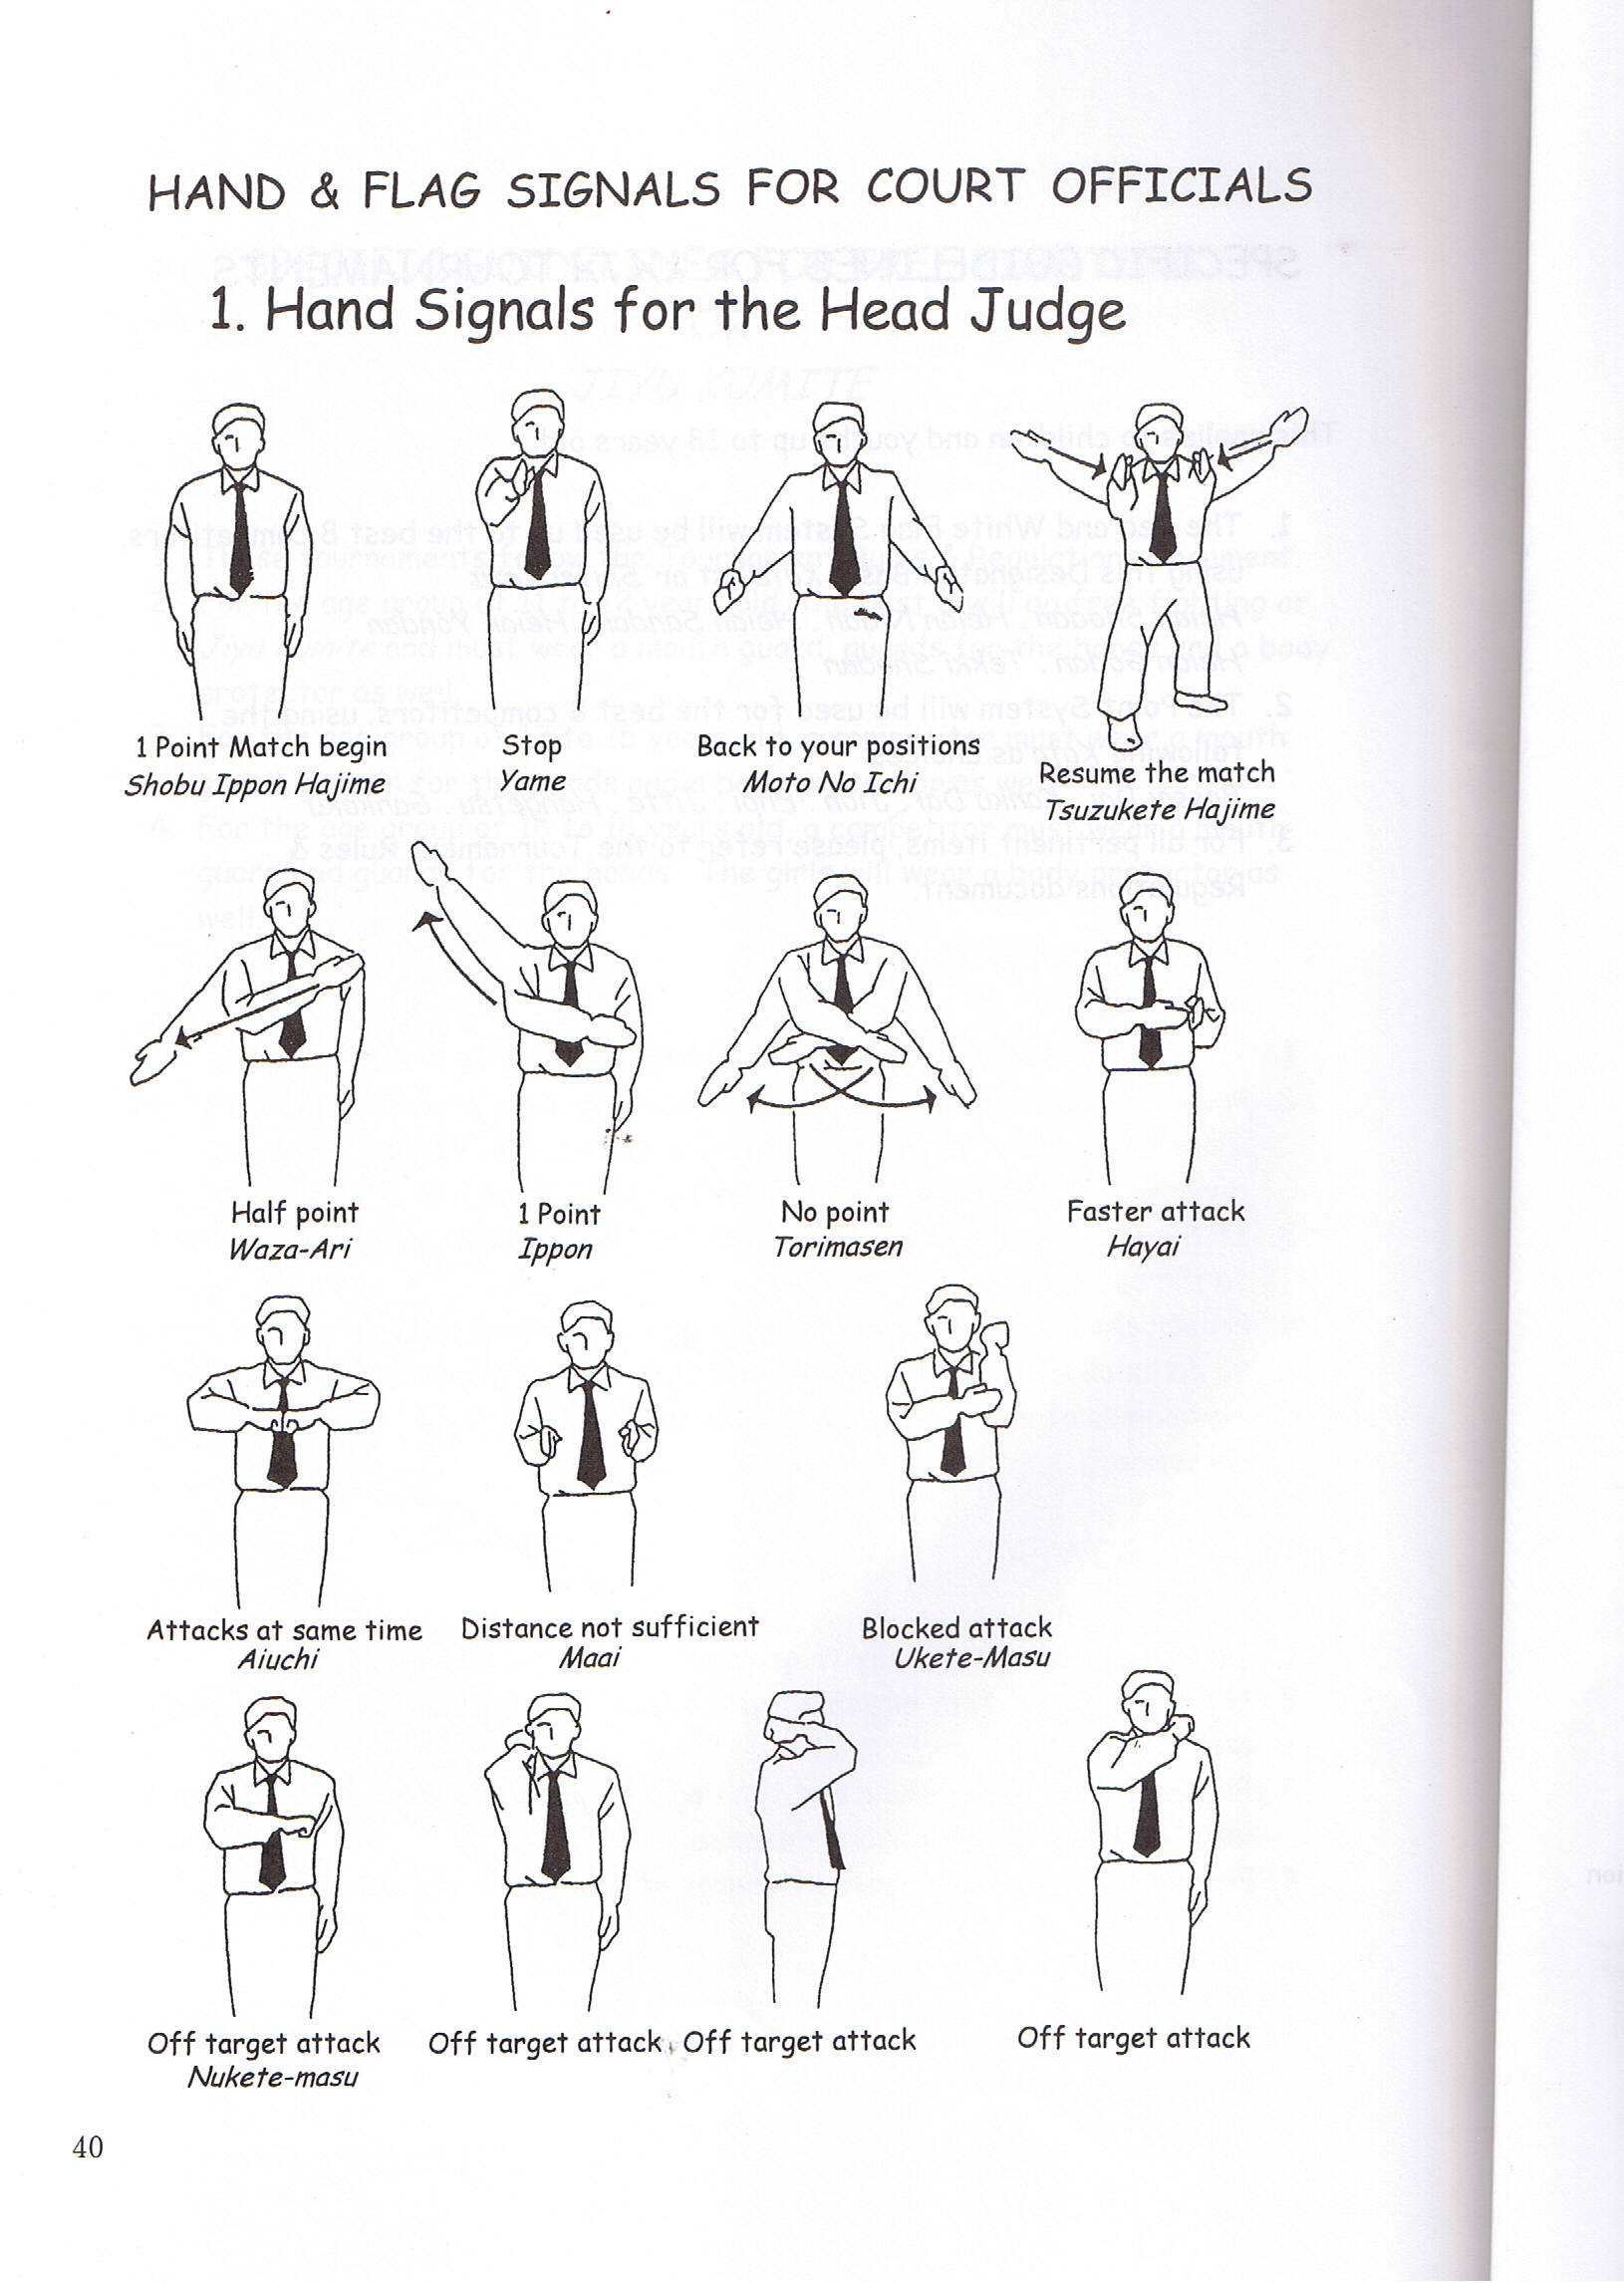 HAND & FLAG SIGNALS FOR COURT OFFICIALS
1. Hand Signals for the Head Judge
1 Point Match begin
Shobu Ippon Hajime
Stop
Yame
Back to your positions
Moto No Ichi
Resume the match
Tsuzukete Hajime
Half point
Waza-Ari
1 Point
Ippon
No point
Torimasen
Faster attack
Hayai
Attacks at same time
Aiuchi
Distance not sufficient
Maai
Blocked attack
Ukete-Masu
Off target attack
Nukete-masu
Off target attack
Off target attack
Off target attack
40